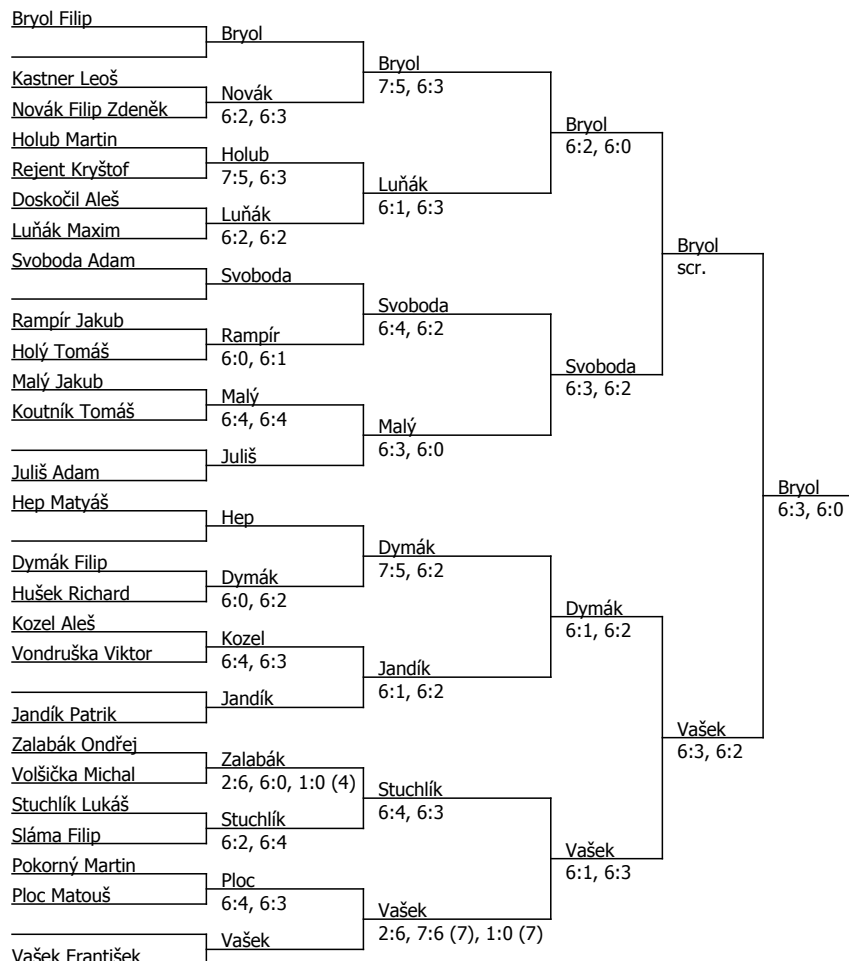 Bryol Filip
Bryol
Kastner Leoš
Bryol
7:5, 6:3
Novák Filip Zdeněk
Novák
6:2, 6:3
Holub Martin
Bryol
6:2, 6:0
Rejent Kryštof
Holub
7:5, 6:3
Doskočil Aleš
Luňák
6:1, 6:3
Luňák Maxim
Luňák
6:2, 6:2
Svoboda Adam
Bryol
scr.
Svoboda
Rampír Jakub
Svoboda
6:4, 6:2
Holý Tomáš
Rampír
6:0, 6:1
Malý Jakub
Svoboda
6:3, 6:2
Koutník Tomáš
Malý
6:4, 6:4
Malý
6:3, 6:0
Juliš Adam
Juliš
Hep Matyáš
Bryol
6:3, 6:0
Hep
Dymák Filip
Dymák
7:5, 6:2
Hušek Richard
Dymák
6:0, 6:2
Kozel Aleš
Dymák
6:1, 6:2
Vondruška Viktor
Kozel
6:4, 6:3
Jandík
6:1, 6:2
Jandík Patrik
Jandík
Zalabák Ondřej
Vašek
6:3, 6:2
Volšička Michal
Zalabák
2:6, 6:0, 1:0 (4)
Stuchlík Lukáš
Stuchlík
6:4, 6:3
Sláma Filip
Stuchlík
6:2, 6:4
Pokorný Martin
Vašek
6:1, 6:3
Ploc Matouš
Ploc
6:4, 6:3
Vašek
2:6, 7:6 (7), 1:0 (7)
Vašek František
Vašek